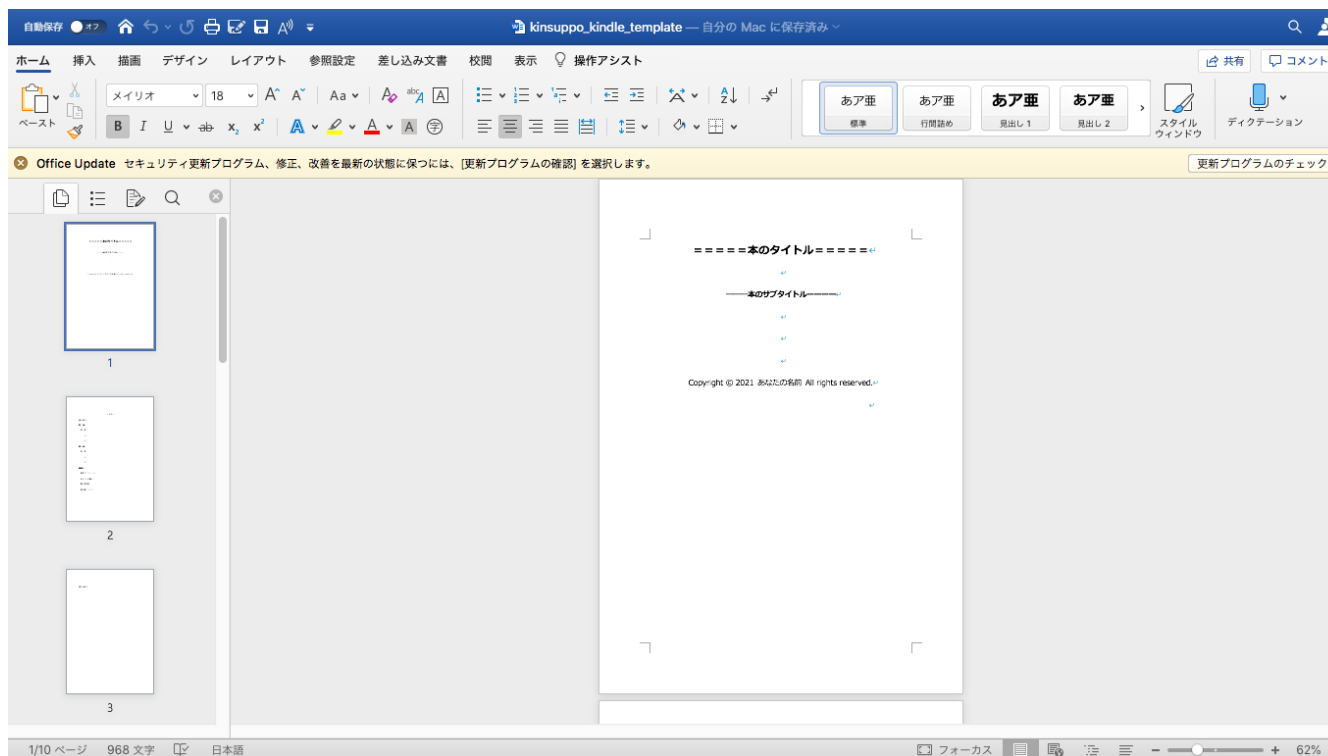 自動保存 オフ kinsuppo_kindle_template — 自分の Mac に保存済み
ホーム 挿入 描画 デザイン レイアウト 参照設定 差し込み文書 校閲 表示 操作アシスト 共有 コメント
ペースト メイリオ 18 A^ A˅ Aa A abc A A
B I U ab x₂ x² A A A 字
あア亜 あア亜 あア亜 あア亜
標準 行間詰め 見出し 1 見出し 2 スタイル ウィンドウ ディクテーション
Office Update セキュリティ更新プログラム、修正、改善を最新の状態に保つには、[更新プログラムの確認] を選択します。 更新プログラムのチェック
=====本のタイトル=====
――本のサブタイトル―――
Copyright © 2021 あなたの名前 All rights reserved.
1
2
3
1/10 ページ 968 文字 日本語 フォーカス 62%